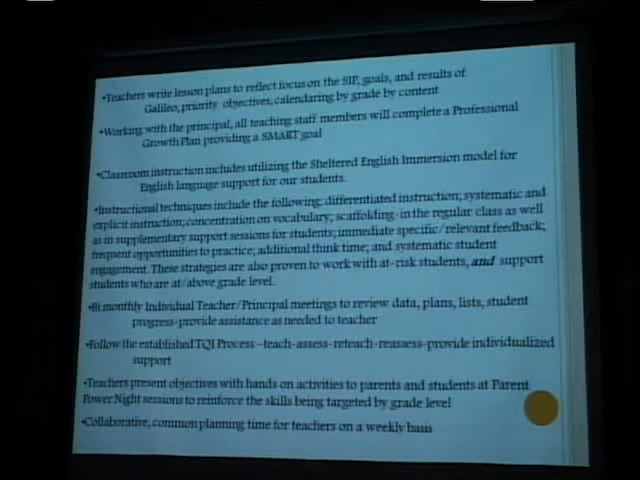 •Teachers write lesson plans to reflect focus on the SIP, goals, and results of
Galileo, priority objectives, calendaring by grade by content
•Working with the principal, all teaching staff members will complete a Professional
Growth Plan providing a SMART goal
•Classroom instruction includes utilizing the Sheltered English Immersion model for
English language support for our students.
•Instructional techniques include the following: differentiated instruction; systematic and
explicit instruction; concentration on vocabulary; scaffolding-in the regular class as well
as in supplementary support sessions for students; immediate specific/relevant feedback;
frequent opportunities to practice; additional think time; and systematic student
engagement. These strategies are also proven to work with at-risk students, and support
students who are at/above grade level.
•Bi monthly Individual Teacher/Principal meetings to review data, plans, lists, student
progress-provide assistance as needed to teacher
•Follow the established TQI Process –teach-assess-reteach-reassess-provide individualized
support
•Teachers present objectives with hands on activities to parents and students at Parent
Power Night sessions to reinforce the skills being targeted by grade level
•Collaborative, common planning time for teachers on a weekly basis